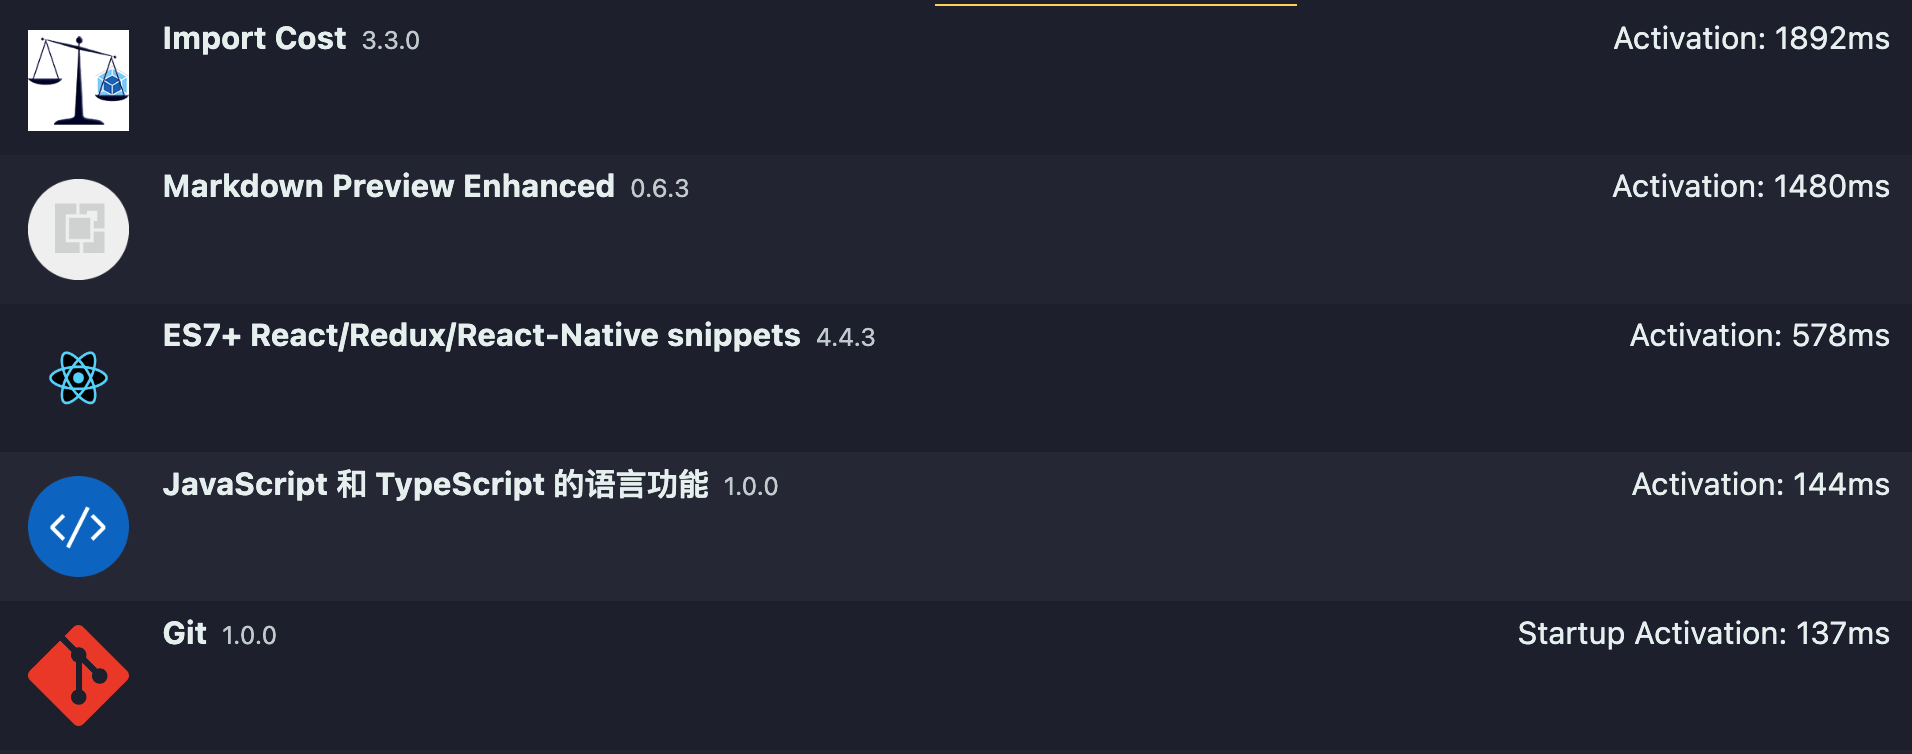 Import Cost 3.3.0 Activation: 1892ms
Markdown Preview Enhanced 0.6.3 Activation: 1480ms
ES7+ React/Redux/React-Native snippets 4.4.3 Activation: 578ms
JavaScript 和 TypeScript 的语言功能 1.0.0 Activation: 144ms
Git 1.0.0 Startup Activation: 137ms